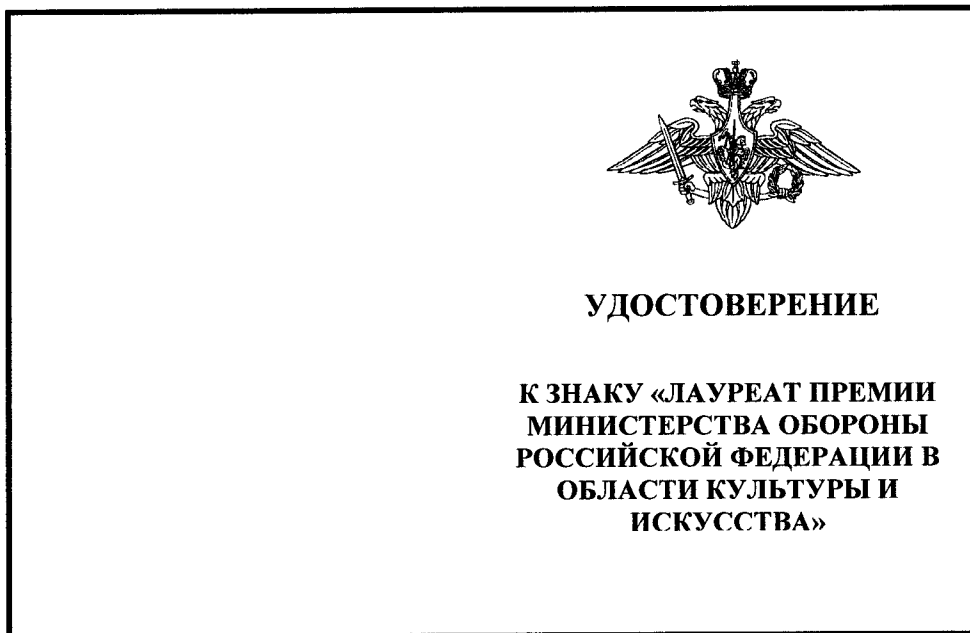 УДОСТОВЕРЕНИЕ
К ЗНАКУ «ЛАУРЕАТ ПРЕМИИ
МИНИСТЕРСТВА ОБОРОНЫ
РОССИЙСКОЙ ФЕДЕРАЦИИ В
ОБЛАСТИ КУЛЬТУРЫ И
ИСКУССТВА»